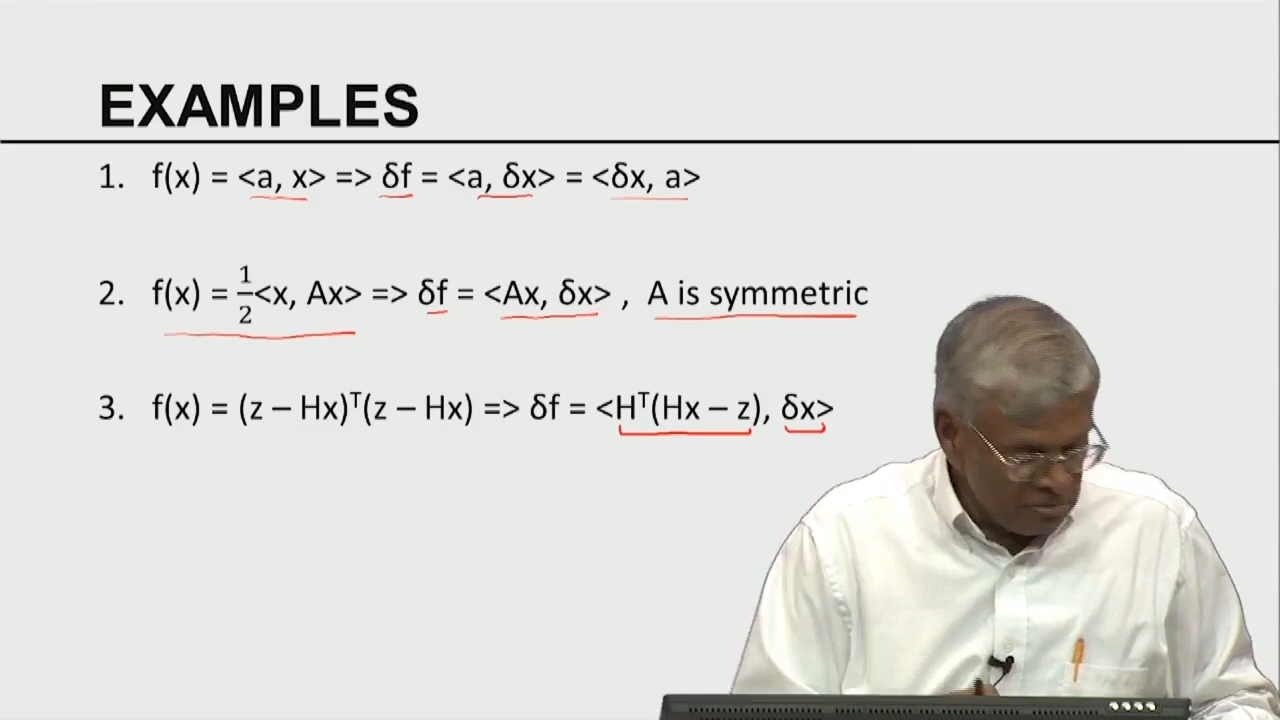 EXAMPLES
1. f(x) = <a, x> => δf = <a, δx> = <δx, a>
2. f(x) = 1/2<x, Ax> => δf = <Ax, δx> , A is symmetric
3. f(x) = (z – Hx)ᵀ(z – Hx) => δf = <Hᵀ(Hx – z), δx>